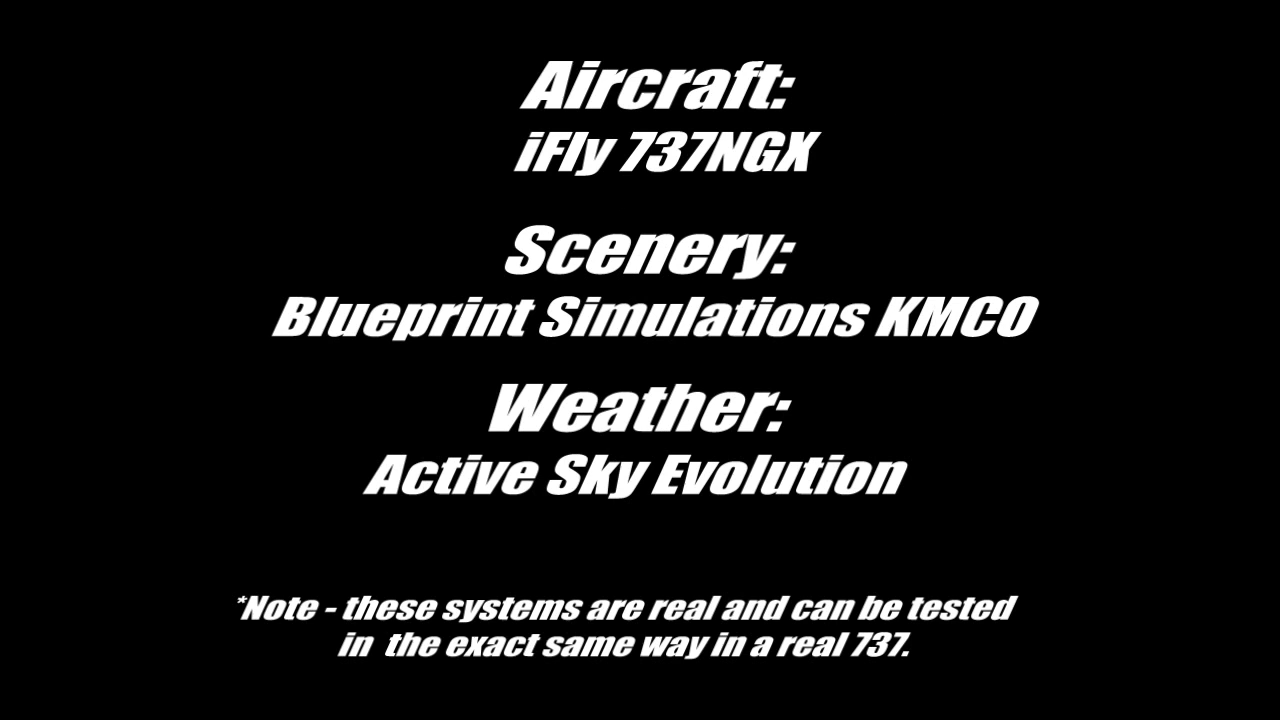 Aircraft:
iFly 737NGX
Scenery:
Blueprint Simulations KMCO
Weather:
Active Sky Evolution
*Note - these systems are real and can be tested
in  the exact same way in a real 737.